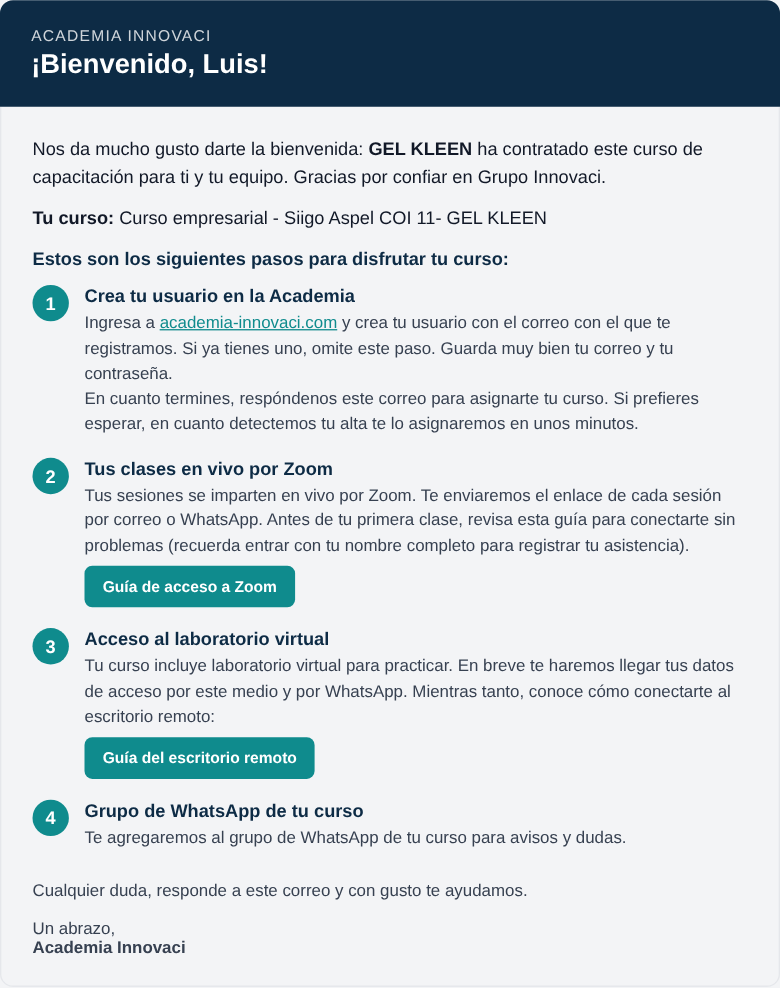 ACADEMIA INNOVACI
¡Bienvenido, Luis!
Nos da mucho gusto darte la bienvenida: GEL KLEEN ha contratado este curso de
capacitación para ti y tu equipo. Gracias por confiar en Grupo Innovaci.
Tu curso: Curso empresarial - Siigo Aspel COI 11- GEL KLEEN
Estos son los siguientes pasos para disfrutar tu curso:
1 Crea tu usuario en la Academia
Ingresa a academia-innovaci.com y crea tu usuario con el correo con el que te
registramos. Si ya tienes uno, omite este paso. Guarda muy bien tu correo y tu
contraseña.
En cuanto termines, respóndenos este correo para asignarte tu curso. Si prefieres
esperar, en cuanto detectemos tu alta te lo asignaremos en unos minutos.
2 Tus clases en vivo por Zoom
Tus sesiones se imparten en vivo por Zoom. Te enviaremos el enlace de cada sesión
por correo o WhatsApp. Antes de tu primera clase, revisa esta guía para conectarte sin
problemas (recuerda entrar con tu nombre completo para registrar tu asistencia).
Guía de acceso a Zoom
3 Acceso al laboratorio virtual
Tu curso incluye laboratorio virtual para practicar. En breve te haremos llegar tus datos
de acceso por este medio y por WhatsApp. Mientras tanto, conoce cómo conectarte al
escritorio remoto:
Guía del escritorio remoto
4 Grupo de WhatsApp de tu curso
Te agregaremos al grupo de WhatsApp de tu curso para avisos y dudas.
Cualquier duda, responde a este correo y con gusto te ayudamos.
Un abrazo,
Academia Innovaci